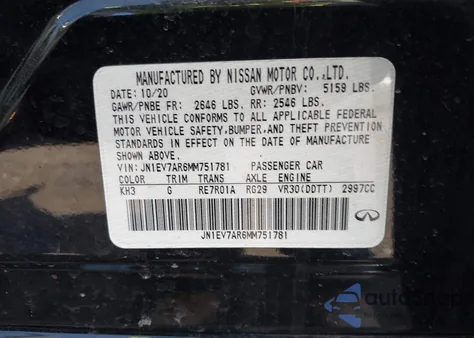 MANUFACTURED BY NISSAN MOTOR CO.,LTD.
DATE: 10/20 GVWR/PNBV: 5159 LBS.
GAWR/PNBE FR: 2646 LBS. RR: 2546 LBS.
THIS VEHICLE CONFORMS TO ALL APPLICABLE FEDERAL
MOTOR VEHICLE SAFETY,BUMPER,AND THEFT PREVENTION
STANDARDS IN EFFECT ON THE DATE OF MANUFACTURE
SHOWN ABOVE.
VIN: JN1EV7AR6MM751781 PASSENGER CAR
COLOR TRIM TRANS AXLE ENGINE
KH3 G RE7R01A RG29 VR30(DDTT) 2997CC
JN1EV7AR6MM751781